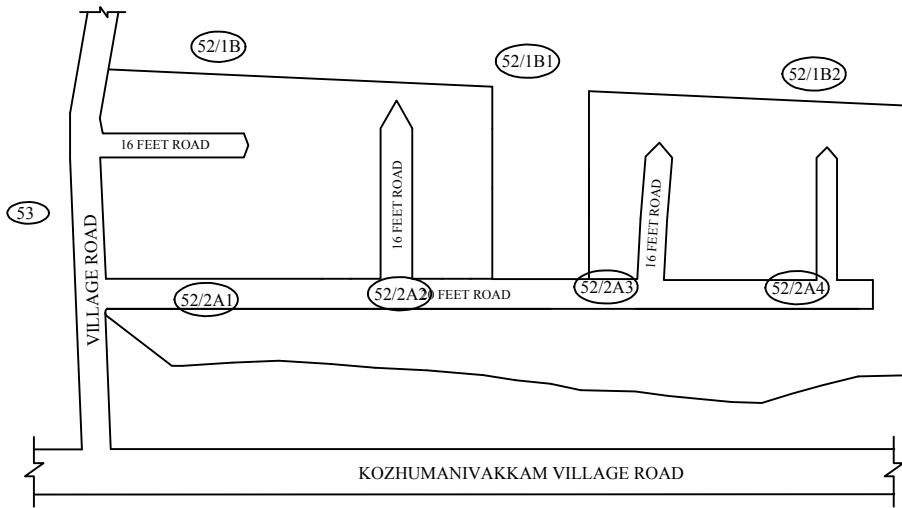 52/1B
52/1B1
52/1B2
16 FEET ROAD
53
16 FEET ROAD
16 FEET ROAD
VILLAGE ROAD
52/2A1
52/2A2
20 FEET ROAD
52/2A3
52/2A4
KOZHUMANIVAKKAM VILLAGE ROAD